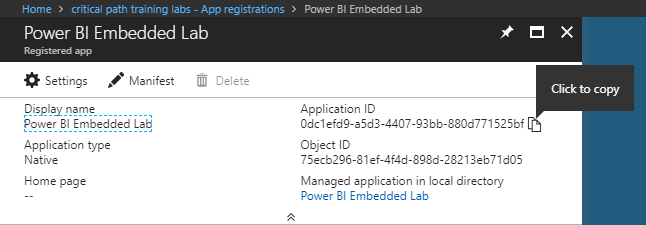 Home > critical path training labs - App registrations > Power BI Embedded Lab
Power BI Embedded Lab
Registered app
Settings Manifest Delete
Click to copy
Display name Application ID
Power BI Embedded Lab 0dc1efd9-a5d3-4407-93bb-880d771525bf
Application type Object ID
Native 75ecb296-81ef-4f4d-898d-28213eb71d05
Home page Managed application in local directory
-- Power BI Embedded Lab